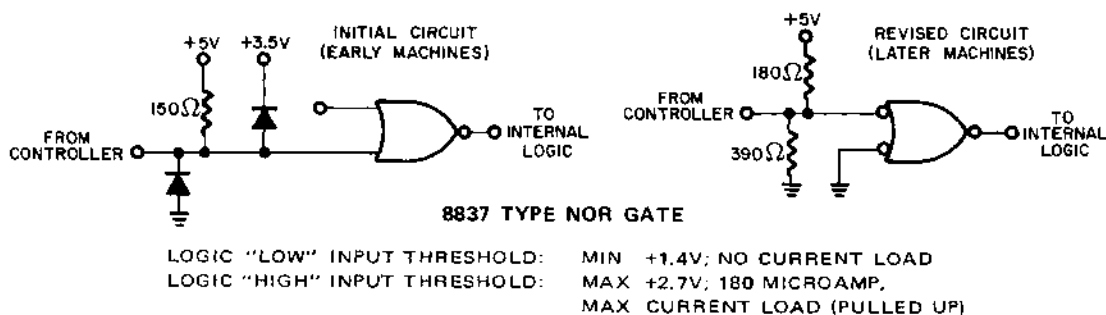 INITIAL CIRCUIT
(EARLY MACHINES)
+5V
+3.5V
150Ω
FROM
CONTROLLER
TO
INTERNAL
LOGIC
REVISED CIRCUIT
(LATER MACHINES)
+5V
180Ω
FROM
CONTROLLER
390Ω
TO
INTERNAL
LOGIC
8837 TYPE NOR GATE
LOGIC "LOW" INPUT THRESHOLD: MIN +1.4V; NO CURRENT LOAD
LOGIC "HIGH" INPUT THRESHOLD: MAX +2.7V; 180 MICROAMP,
MAX CURRENT LOAD (PULLED UP)